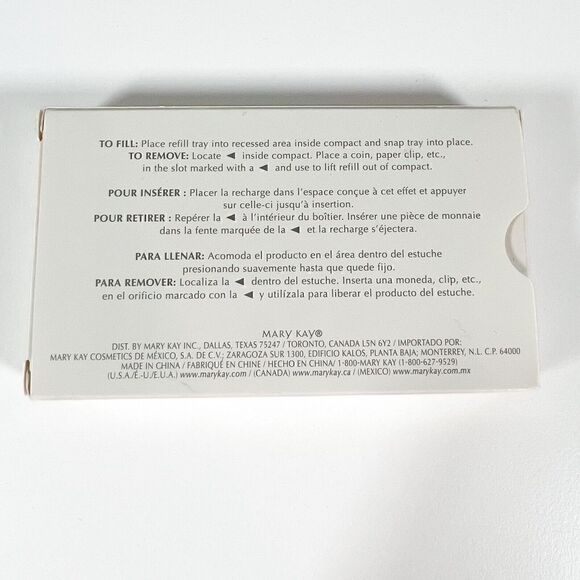 TO FILL: Place refill tray into recessed area inside compact and snap tray into place.
TO REMOVE: Locate ◄ inside compact. Place a coin, paper clip, etc.,
in the slot marked with a ◄ and use to lift refill out of compact.
POUR INSÉRER : Placer la recharge dans l'espace conçue à cet effet et appuyer
sur celle-ci jusqu'à insertion.
POUR RETIRER : Repérer la ◄ à l'intérieur du boîtier. Insérer une pièce de monnaie
dans la fente marquée de la ◄ et la recharge s'éjectera.
PARA LLENAR: Acomoda el producto en el área dentro del estuche
presionando suavemente hasta que quede fijo.
PARA REMOVER: Localiza la ◄ dentro del estuche. Inserta una moneda, clip, etc.,
en el orificio marcado con la ◄ y utilízala para liberar el producto del estuche.
MARY KAY®
DIST. BY MARY KAY INC., DALLAS, TEXAS 75247 / TORONTO, CANADA L5N 6Y2 / IMPORTADO POR:
MARY KAY COSMETICS DE MÉXICO, S.A. DE C.V.; ZARAGOZA SUR 1300, EDIFICIO KALOS, PLANTA BAJA; MONTERREY, N.L. C.P. 64000
MADE IN CHINA / FABRIQUÉ EN CHINE / HECHO EN CHINA/ 1-800-MARY KAY (1-800-627-9529)
(U.S.A./É.-U./E.U.A.) www.marykay.com / (CANADA) www.marykay.ca / (MEXICO) www.marykay.com.mx